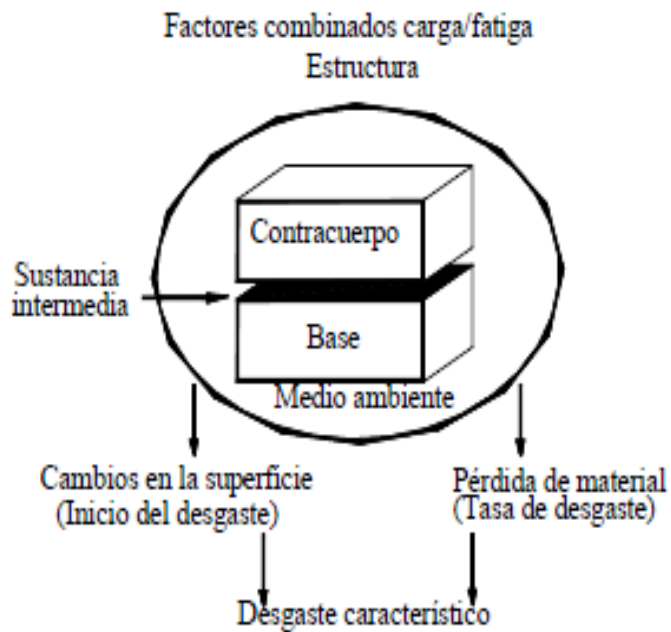 Factores combinados carga/fatiga
Estructura
Contracuerpo
Sustancia
intermedia
Base
Medio ambiente
Cambios en la superfície
(Inicio del desgaste)
Pérdida de material
(Tasa de desgaste)
Desgaste característico